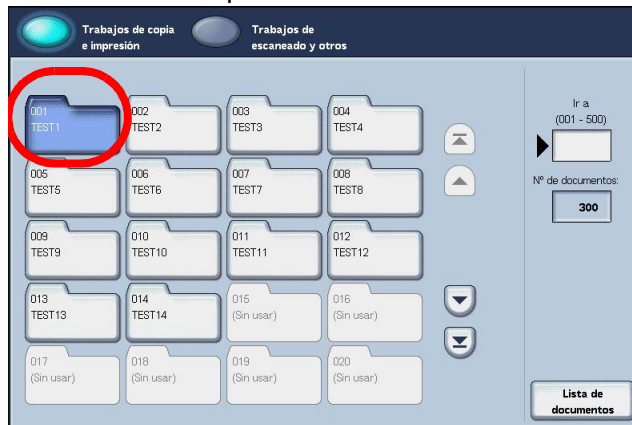 Trabajos de copia
e impresión
Trabajos de
escaneado y otros
001
TEST1
002
TEST2
003
TEST3
004
TEST4
005
TEST5
006
TEST6
007
TEST7
008
TEST8
009
TEST9
010
TEST10
011
TEST11
012
TEST12
013
TEST13
014
TEST14
015
(Sin usar)
016
(Sin usar)
017
(Sin usar)
018
(Sin usar)
019
(Sin usar)
020
(Sin usar)
Ir a
(001 - 500)
Nº de documentos:
300
Lista de
documentos